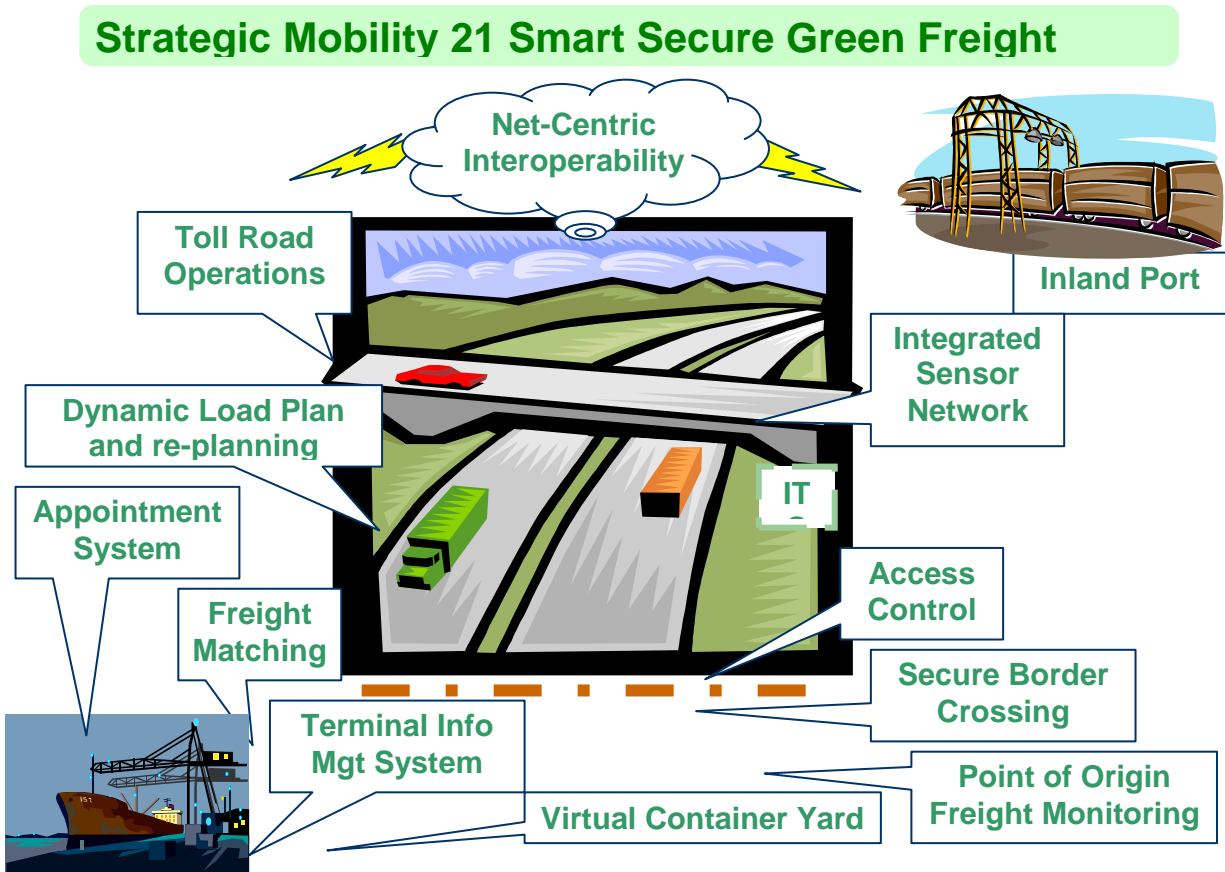 Strategic Mobility 21 Smart Secure Green Freight
Net-Centric
Interoperability
Toll Road
Operations
Inland Port
Integrated
Sensor
Network
Dynamic Load Plan
and re-planning
IT
Appointment
System
Access
Control
Freight
Matching
Secure Border
Crossing
Terminal Info
Mgt System
Point of Origin
Freight Monitoring
Virtual Container Yard
157